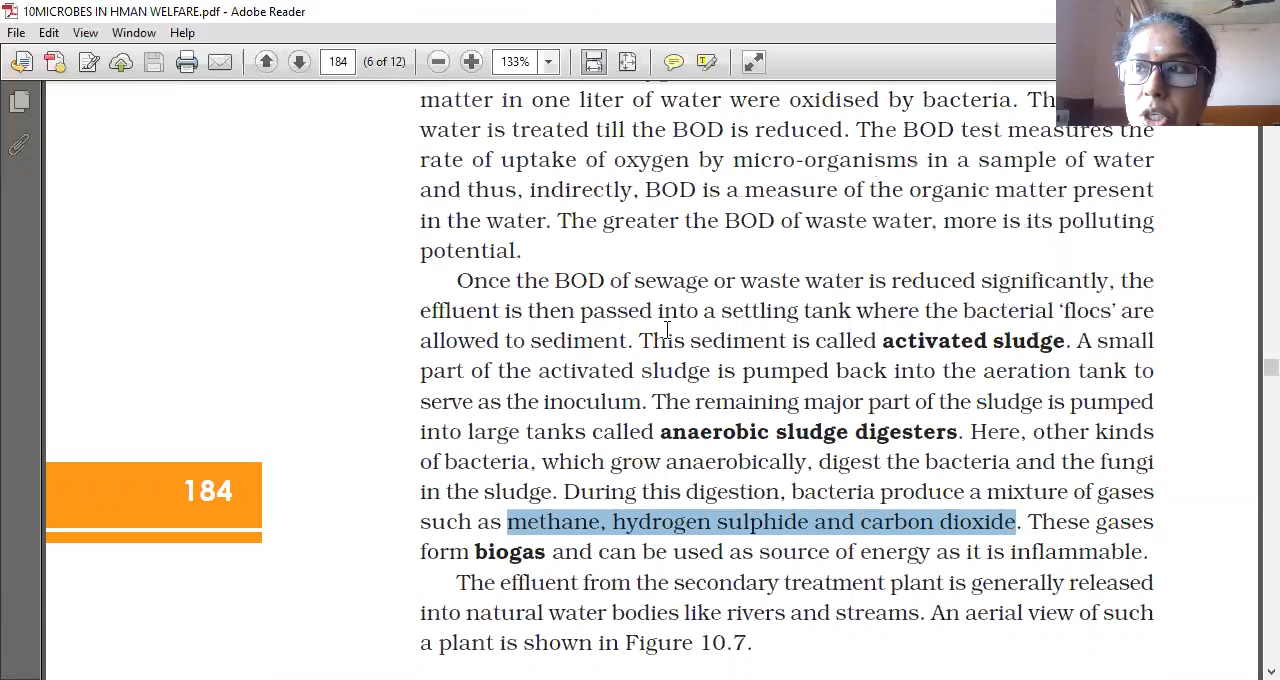 10MICROBES IN HMAN WELFARE.pdf - Adobe Reader
File Edit View Window Help
184 (6 of 12) 133%
matter in one liter of water were oxidised by bacteria. Th
water is treated till the BOD is reduced. The BOD test measures the
rate of uptake of oxygen by micro-organisms in a sample of water
and thus, indirectly, BOD is a measure of the organic matter present
in the water. The greater the BOD of waste water, more is its polluting
potential.
Once the BOD of sewage or waste water is reduced significantly, the
effluent is then passed into a settling tank where the bacterial ‘flocs’ are
allowed to sediment. This sediment is called activated sludge. A small
part of the activated sludge is pumped back into the aeration tank to
serve as the inoculum. The remaining major part of the sludge is pumped
into large tanks called anaerobic sludge digesters. Here, other kinds
of bacteria, which grow anaerobically, digest the bacteria and the fungi
in the sludge. During this digestion, bacteria produce a mixture of gases
such as methane, hydrogen sulphide and carbon dioxide. These gases
form biogas and can be used as source of energy as it is inflammable.
The effluent from the secondary treatment plant is generally released
into natural water bodies like rivers and streams. An aerial view of such
a plant is shown in Figure 10.7.
184